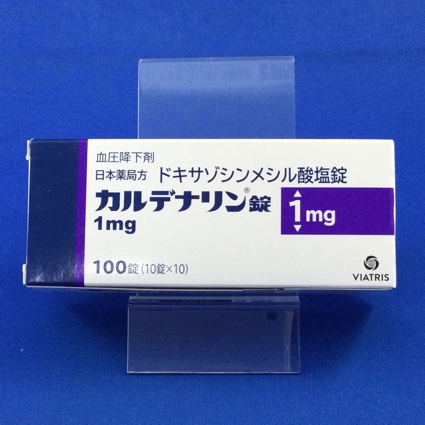 血圧降下剤
日本薬局方 ドキサゾシンメシル酸塩錠
カルデナリン®錠
1mg
1mg
100錠(10錠×10)
VIATRIS